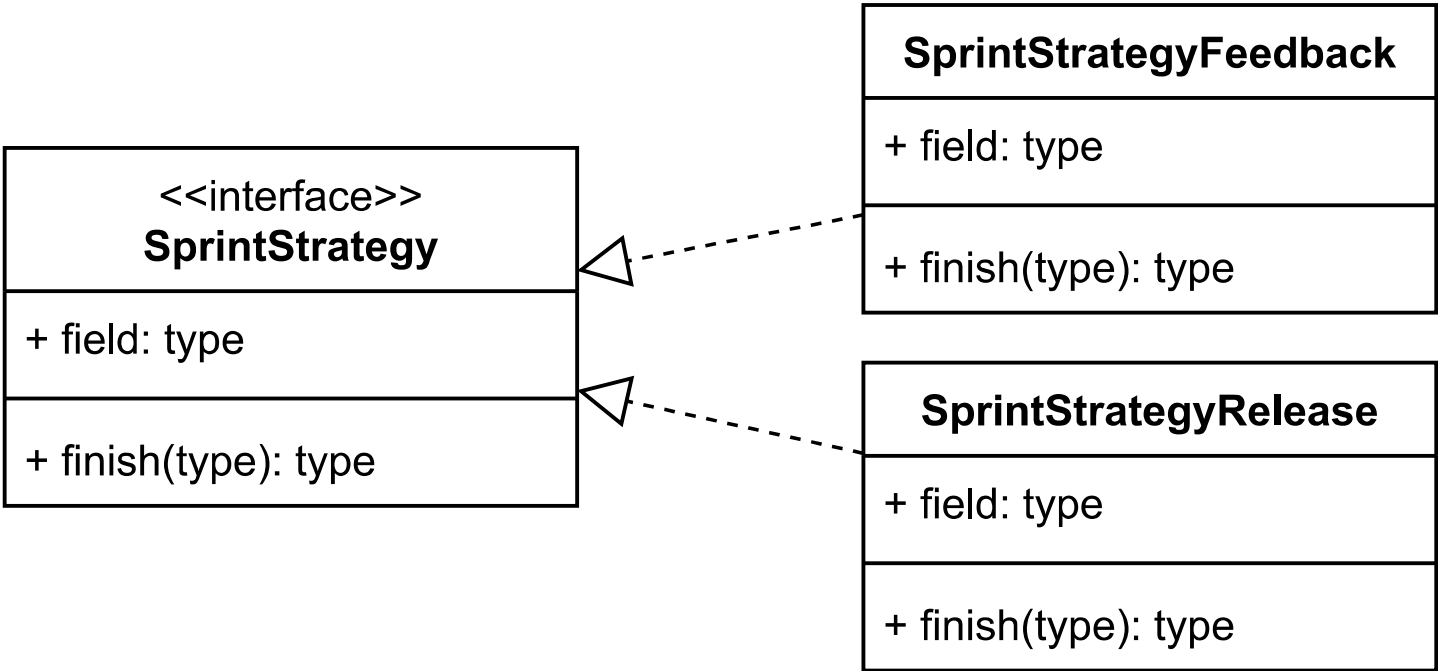 <<interface>>
SprintStrategy
+ field: type
+ finish(type): type
SprintStrategyFeedback
+ field: type
+ finish(type): type
SprintStrategyRelease
+ field: type
+ finish(type): type